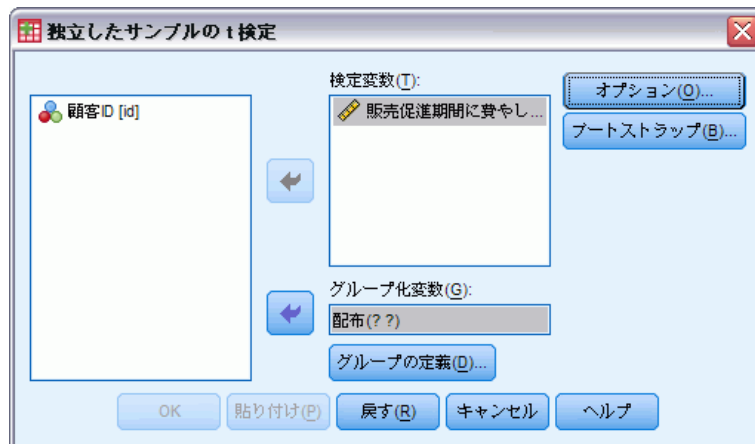 独立したサンプルの t 検定
検定変数(T):
顧客ID [id]
販売促進期間に費やし...
オプション(O)...
ブートストラップ(B)...
グループ化変数(G):
配布(? ?)
グループの定義(D)...
OK
貼り付け(P)
戻す(R)
キャンセル
ヘルプ